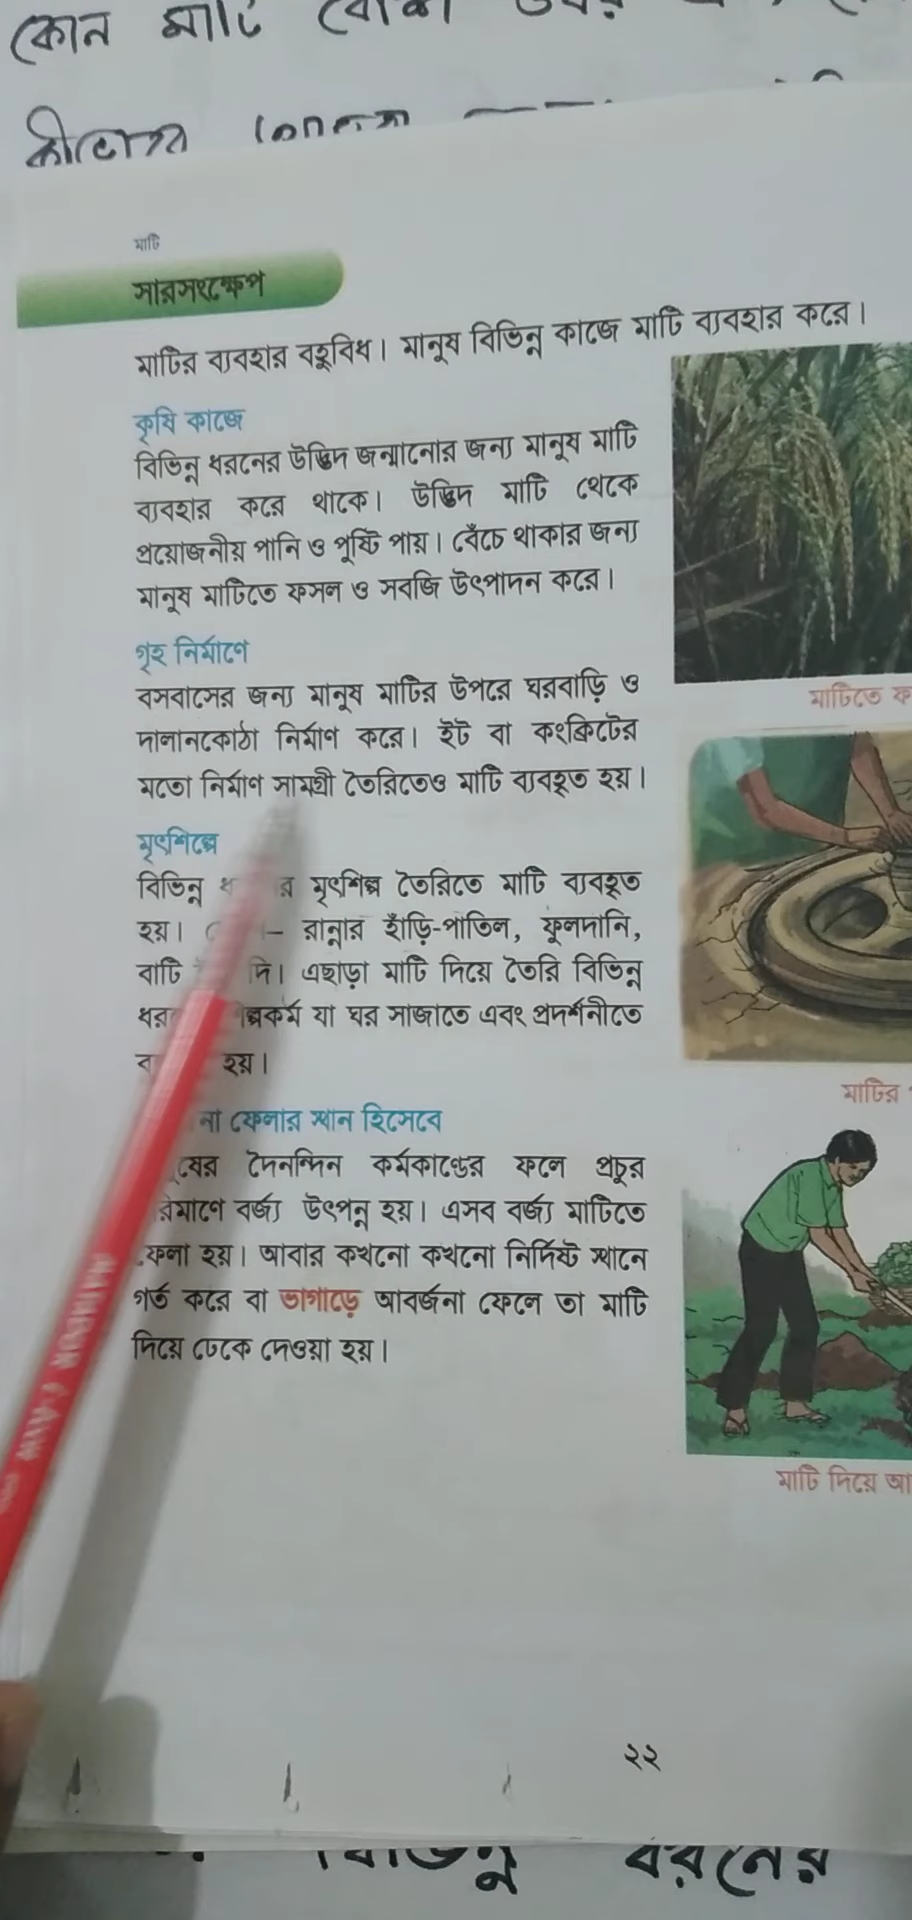 কোন মাটি
মাটি
সারসংক্ষেপ
মাটির ব্যবহার বহুবিধ। মানুষ বিভিন্ন কাজে মাটি ব্যবহার করে।
কৃষি কাজে
বিভিন্ন ধরনের উদ্ভিদ জন্মানোর জন্য মানুষ মাটি
ব্যবহার করে থাকে। উদ্ভিদ মাটি থেকে
প্রয়োজনীয় পানি ও পুষ্টি পায়। বেঁচে থাকার জন্য
মানুষ মাটিতে ফসল ও সবজি উৎপাদন করে।
গৃহ নির্মাণে
বসবাসের জন্য মানুষ মাটির উপরে ঘরবাড়ি ও
দালানকোঠা নির্মাণ করে। ইট বা কংক্রিটের
মতো নির্মাণ সামগ্রী তৈরিতেও মাটি ব্যবহৃত হয়।
মৃৎশিল্পে
বিভিন্ন মৃৎশিল্প তৈরিতে মাটি ব্যবহৃত
হয়। – রান্নার হাঁড়ি-পাতিল, ফুলদানি,
বাটি এছাড়া মাটি দিয়ে তৈরি বিভিন্ন
যা ঘর সাজাতে এবং প্রদর্শনীতে
হয়।
ফেলার স্থান হিসেবে
দৈনন্দিন কর্মকাণ্ডের ফলে প্রচুর
বর্জ্য উৎপন্ন হয়। এসব বর্জ্য মাটিতে
ফেলা হয়। আবার কখনো কখনো নির্দিষ্ট স্থানে
গর্ত করে বা ভাগাড়ে আবর্জনা ফেলে তা মাটি
দিয়ে ঢেকে দেওয়া হয়।
মাটিতে
মাটির
মাটি দিয়ে
২২
বিভিন্ন ধরনের